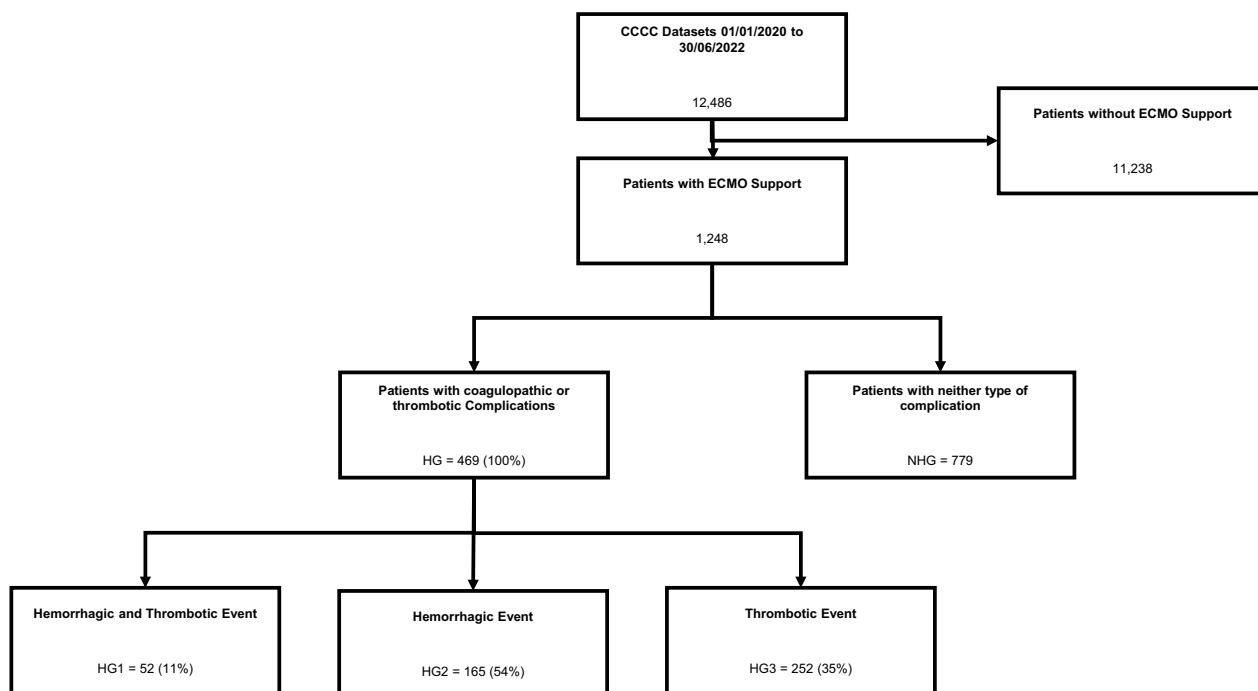 CCCC Datasets 01/01/2020 to
30/06/2022
12,486
Patients without ECMO Support
11,238
Patients with ECMO Support
1,248
Patients with coagulopathic or
thrombotic Complications
HG = 469 (100%)
Patients with neither type of
complication
NHG = 779
Hemorrhagic and Thrombotic Event
HG1 = 52 (11%)
Hemorrhagic Event
HG2 = 165 (54%)
Thrombotic Event
HG3 = 252 (35%)